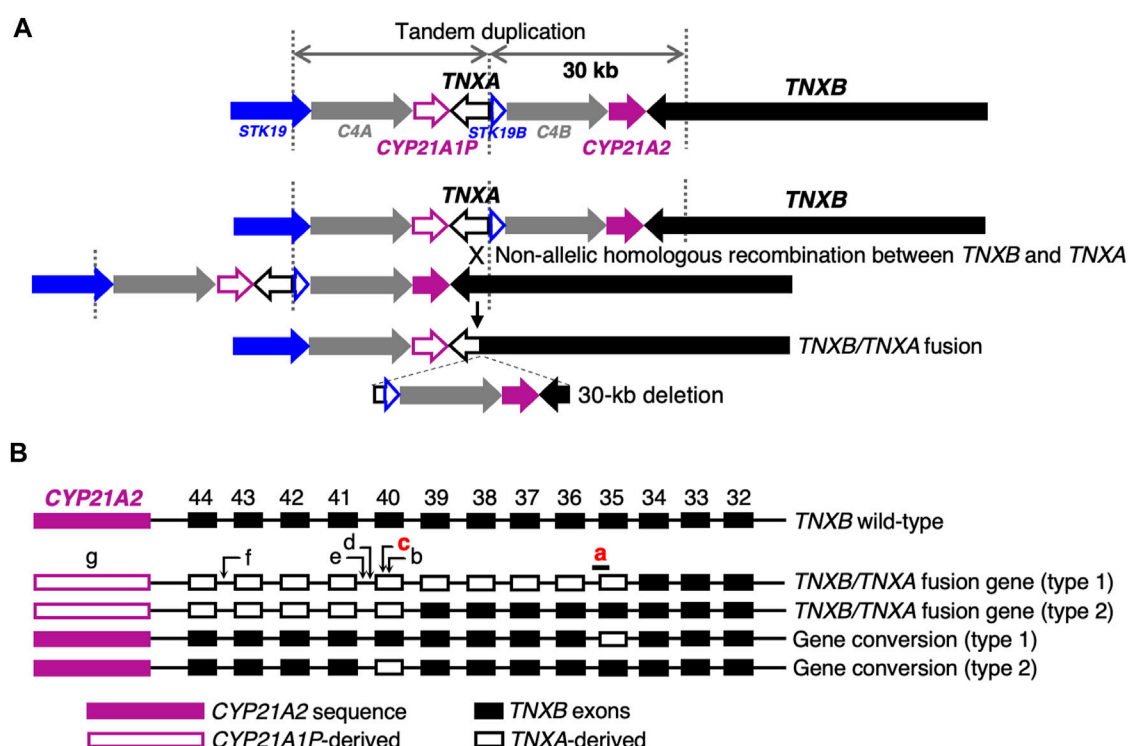 A
Tandem duplication
30 kb
TNXA
TNXB
STK19
C4A
STK19B
C4B
CYP21A1P
CYP21A2
TNXA
TNXB
X Non-allelic homologous recombination between TNXB and TNXA
TNXB/TNXA fusion
30-kb deletion
B
CYP21A2 44 43 42 41 40 39 38 37 36 35 34 33 32
TNXB wild-type
g f e d c b a
TNXB/TNXA fusion gene (type 1)
TNXB/TNXA fusion gene (type 2)
Gene conversion (type 1)
Gene conversion (type 2)
CYP21A2 sequence TNXB exons
CYP21A1P-derived TNXA-derived